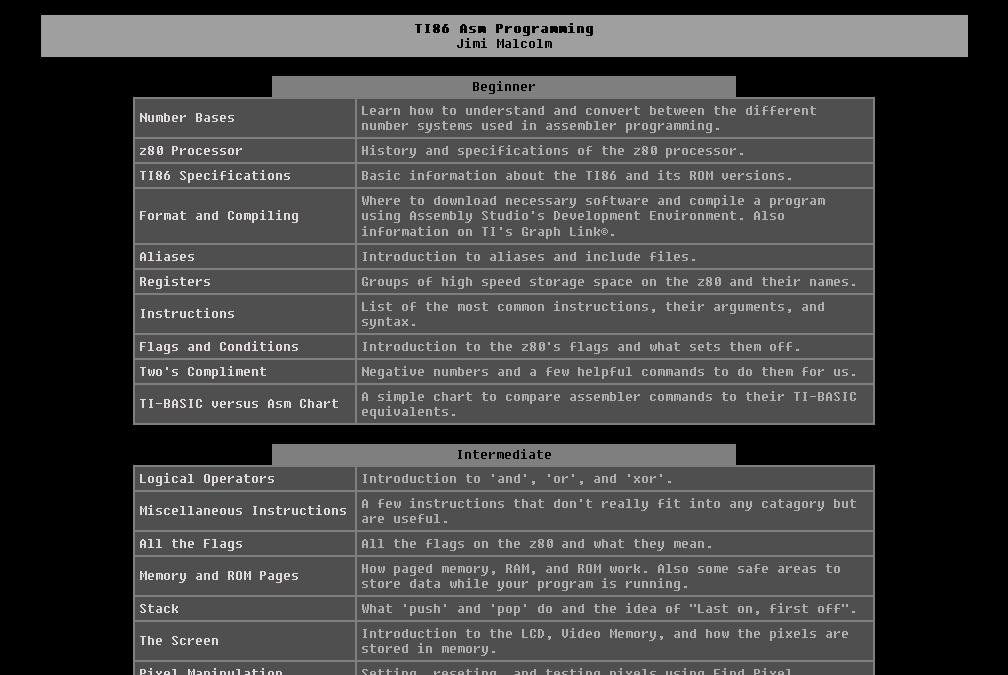 TI86 Asm Programming
Jimi Malcolm
Beginner
Number Bases
Learn how to understand and convert between the different
number systems used in assembler programming.
z80 Processor
History and specifications of the z80 processor.
TI86 Specifications
Basic information about the TI86 and its ROM versions.
Format and Compiling
Where to download necessary software and compile a program
using Assembly Studio's Development Environment. Also
information on TI's Graph Link©.
Aliases
Introduction to aliases and include files.
Registers
Groups of high speed storage space on the z80 and their names.
Instructions
List of the most common instructions, their arguments, and
syntax.
Flags and Conditions
Introduction to the z80's flags and what sets them off.
Two's Compliment
Negative numbers and a few helpful commands to do them for us.
TI-BASIC versus Asm Chart
A simple chart to compare assembler commands to their TI-BASIC
equivalents.
Intermediate
Logical Operators
Introduction to 'and', 'or', and 'xor'.
Miscellaneous Instructions
A few instructions that don't really fit into any catagory but
are useful.
All the Flags
All the flags on the z80 and what they mean.
Memory and ROM Pages
How paged memory, RAM, and ROM work. Also some safe areas to
store data while your program is running.
Stack
What 'push' and 'pop' do and the idea of "Last on, first off".
The Screen
Introduction to the LCD, Video Memory, and how the pixels are
stored in memory.
Pixel Manipulation
Setting, reseting, and testing pixels using Find Pixel